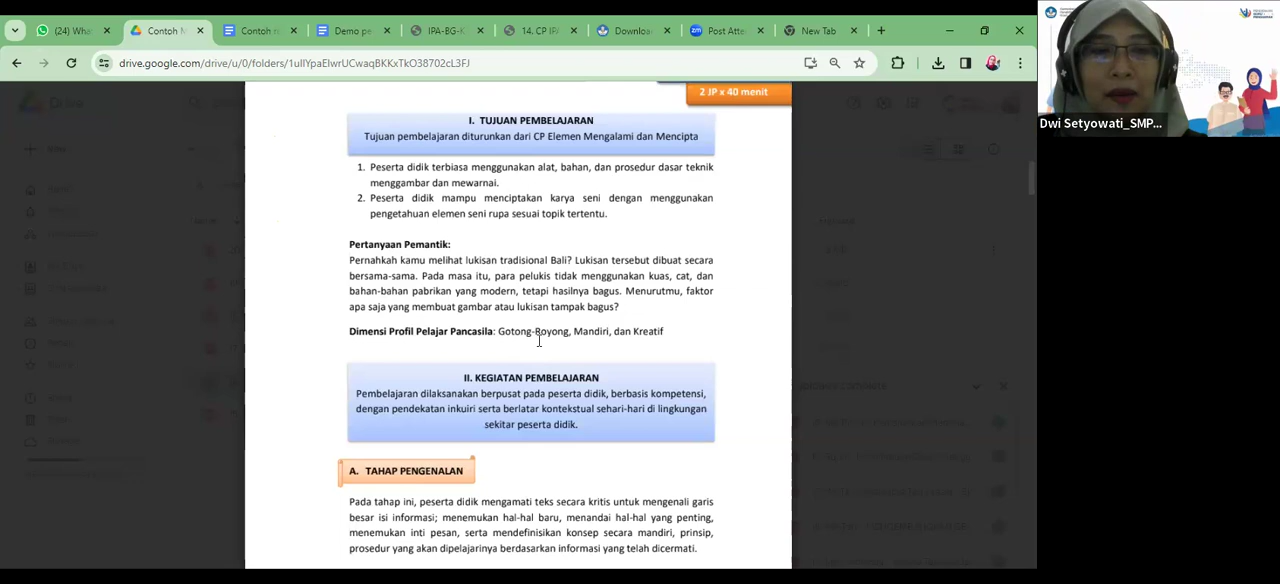 (24) Wha
Contoh M
Contoh m
Demo pe
IPA-BG-K
14. CP IPA
Downloa
Post Atte
New Tab
drive.google.com/drive/u/0/folders/1uIIYpaEIwrUCwaqBKKxTkO38702cL3FJ
2 JP x 40 menit
I. TUJUAN PEMBELAJARAN
Tujuan pembelajaran diturunkan dari CP Elemen Mengalami dan Mencipta
1. Peserta didik terbiasa menggunakan alat, bahan, dan prosedur dasar teknik
menggambar dan mewarnai.
2. Peserta didik mampu menciptakan karya seni dengan menggunakan
pengetahuan elemen seni rupa sesuai topik tertentu.
Pertanyaan Pemantik:
Pernahkah kamu melihat lukisan tradisional Bali? Lukisan tersebut dibuat secara
bersama-sama. Pada masa itu, para pelukis tidak menggunakan kuas, cat, dan
bahan-bahan pabrikan yang modern, tetapi hasilnya bagus. Menurutmu, faktor
apa saja yang membuat gambar atau lukisan tampak bagus?
Dimensi Profil Pelajar Pancasila: Gotong-Royong, Mandiri, dan Kreatif
II. KEGIATAN PEMBELAJARAN
Pembelajaran dilaksanakan berpusat pada peserta didik, berbasis kompetensi,
dengan pendekatan inkuiri serta berlatar kontekstual sehari-hari di lingkungan
sekitar peserta didik.
A. TAHAP PENGENALAN
Pada tahap ini, peserta didik mengamati teks secara kritis untuk mengenali garis
besar isi informasi; menemukan hal-hal baru, menandai hal-hal yang penting,
menemukan inti pesan, serta mendefinisikan konsep secara mandiri, prinsip,
prosedur yang akan dipelajarinya berdasarkan informasi yang telah dicermati.
Dwi Setyowati_SMP...